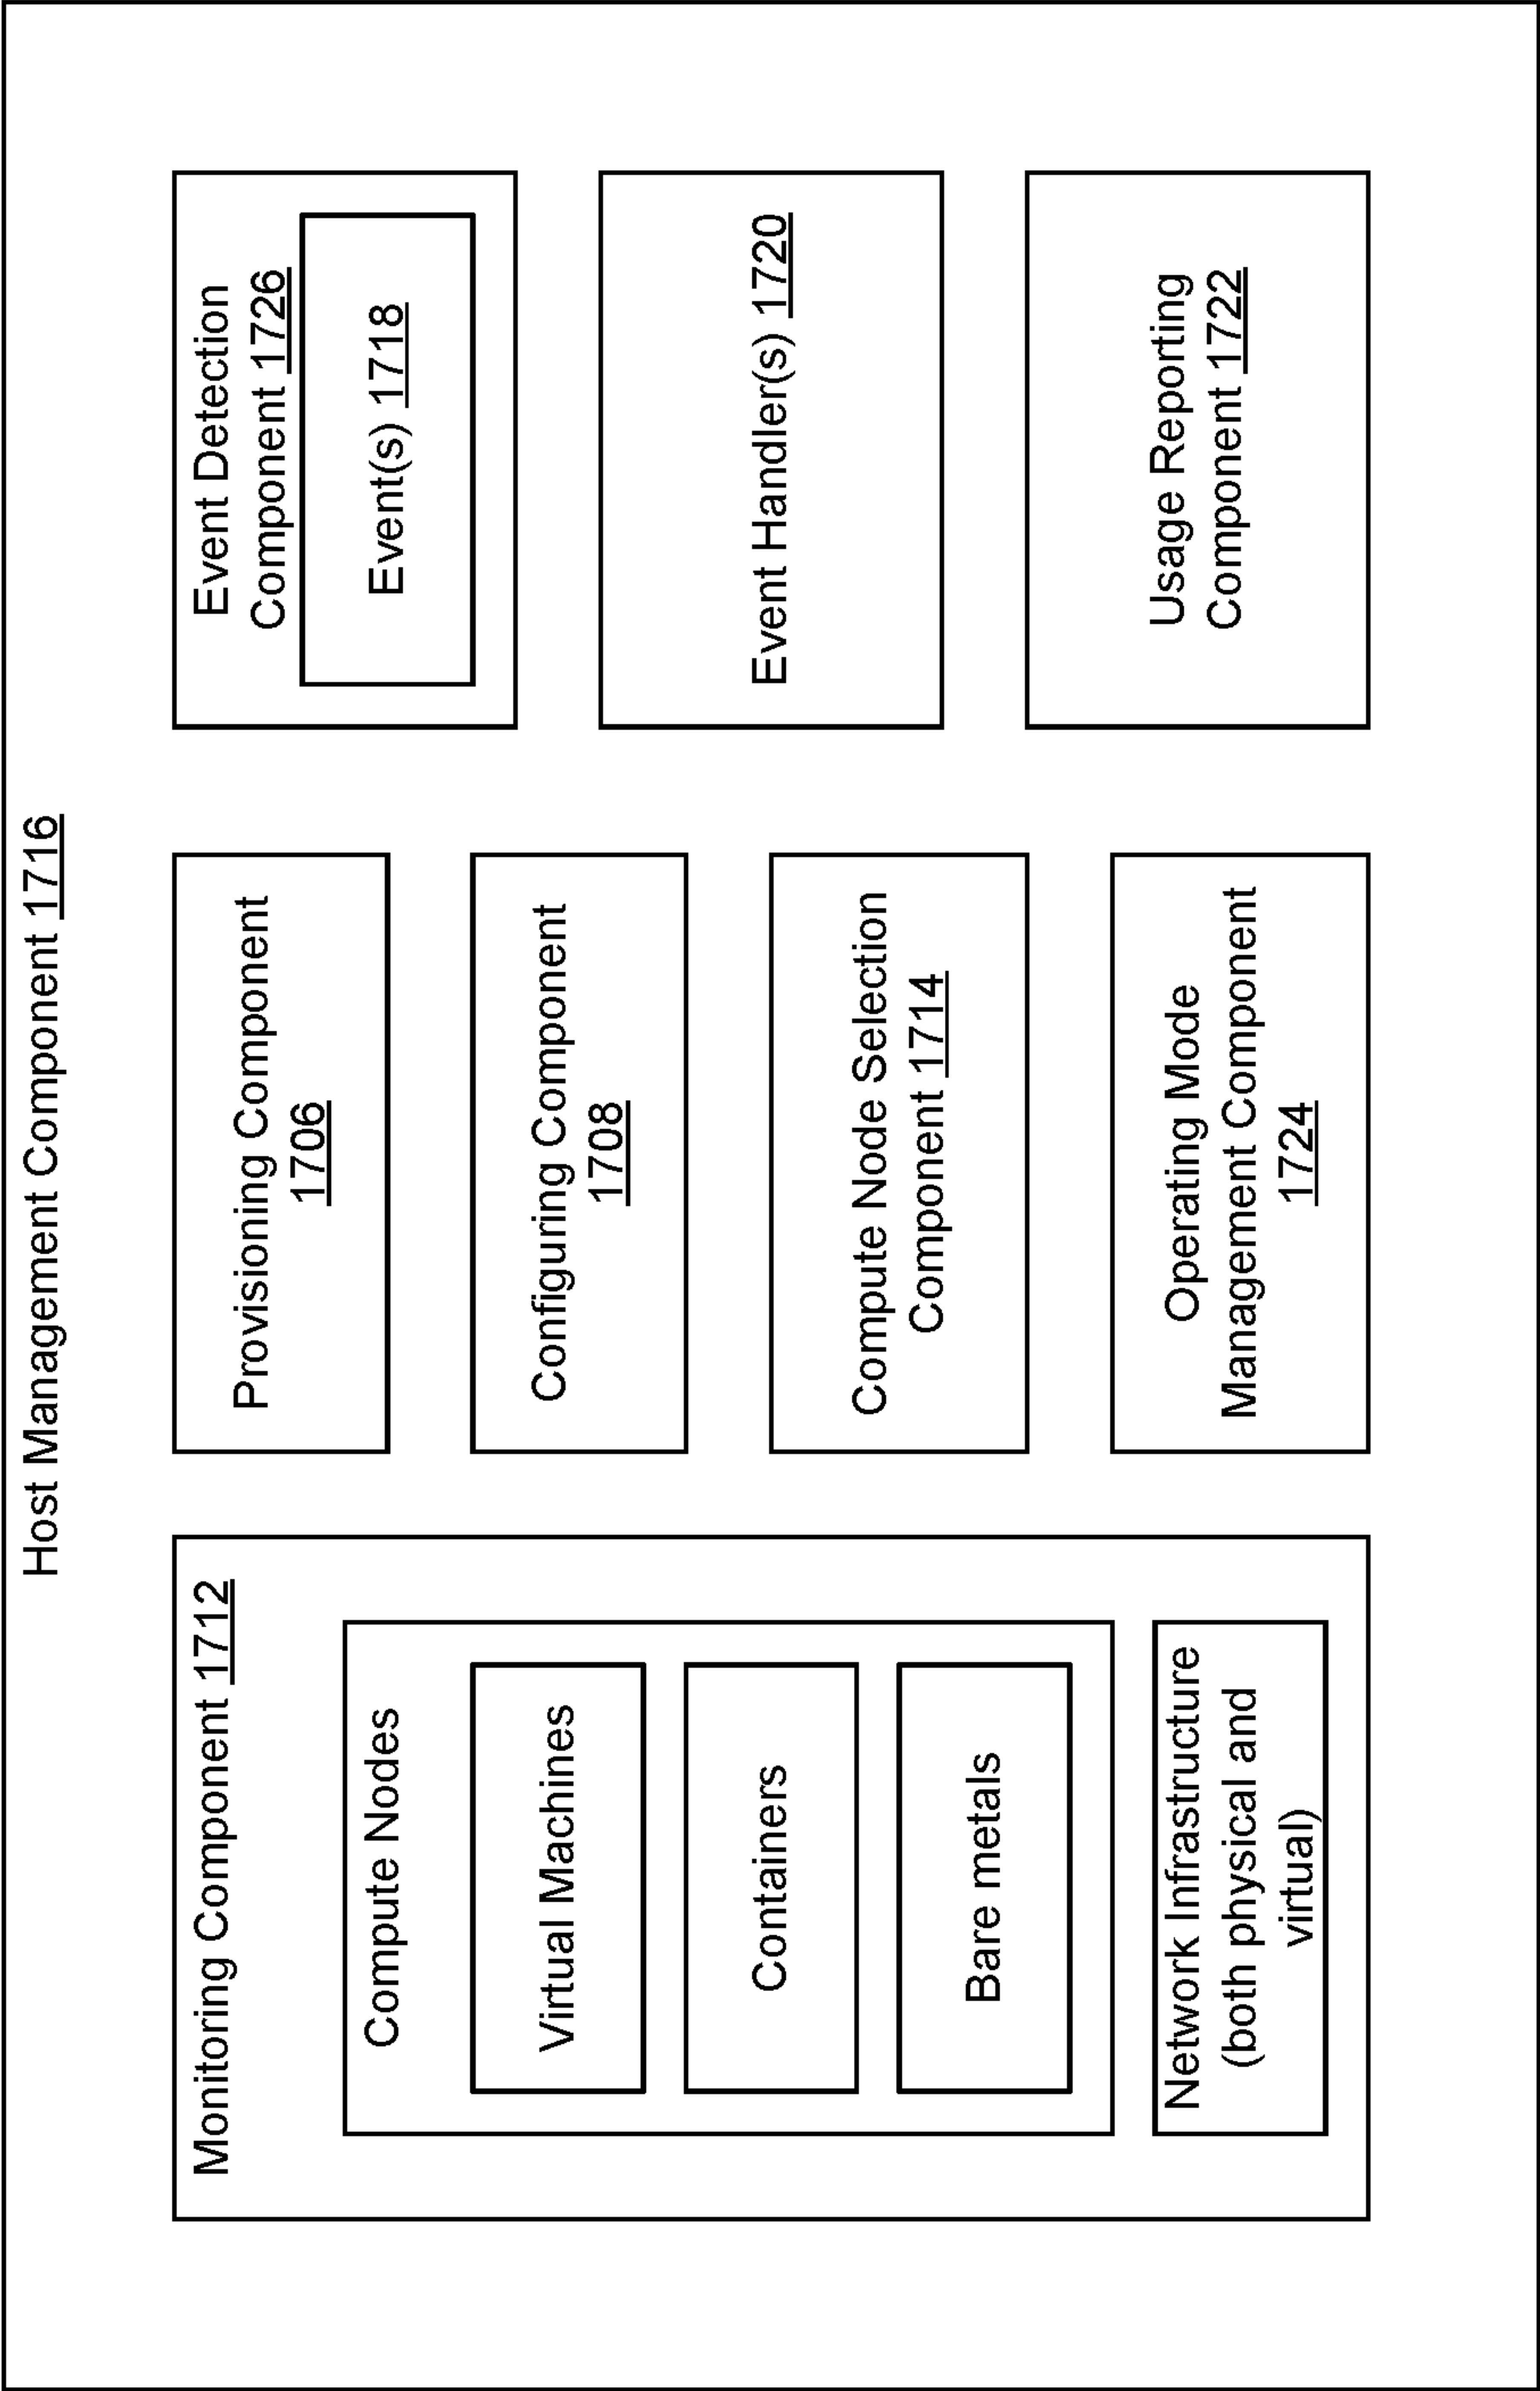 Host Management Component 1716
Monitoring Component 1712
Compute Nodes
Virtual Machines
Containers
Bare metals
Network Infrastructure
(both physical and
virtual)
Provisioning Component
1706
Configuring Component
1708
Compute Node Selection
Component 1714
Operating Mode
Management Component
1724
Event Detection
Component 1726
Event(s) 1718
Event Handler(s) 1720
Usage Reporting
Component 1722